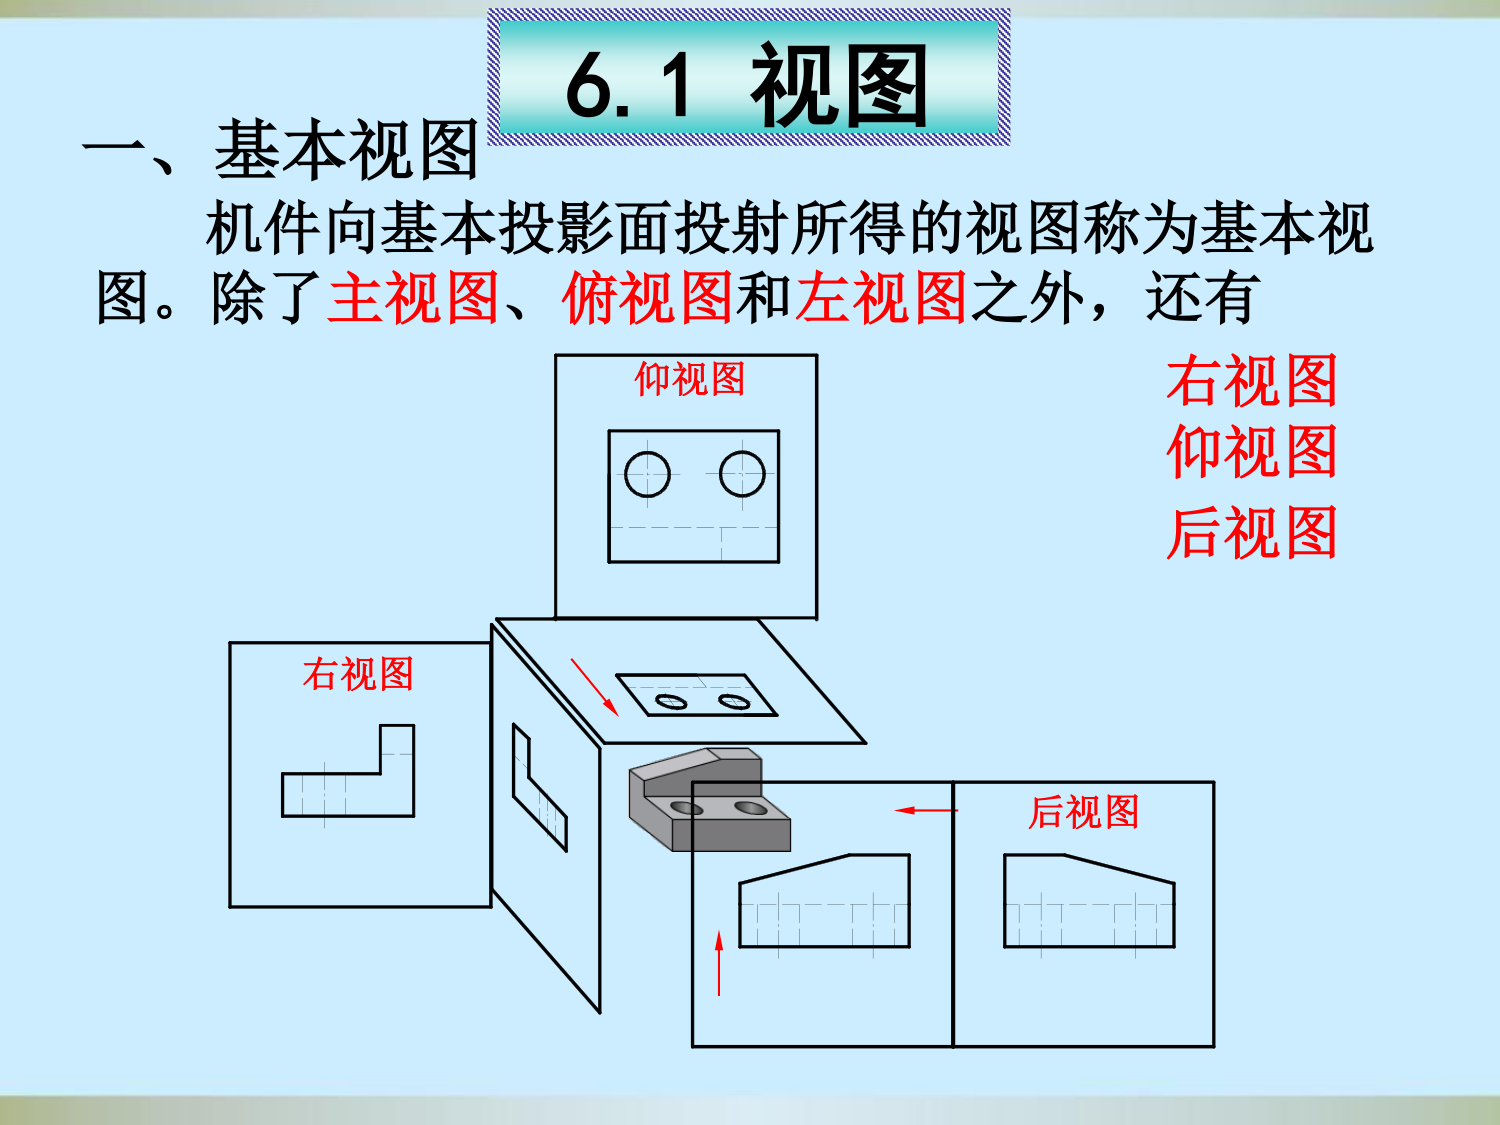 6.1 视图
一、基本视图
机件向基本投影面投射所得的视图称为基本视
图。除了主视图、俯视图和左视图之外，还有
右视图
仰视图
后视图
仰视图
右视图
后视图